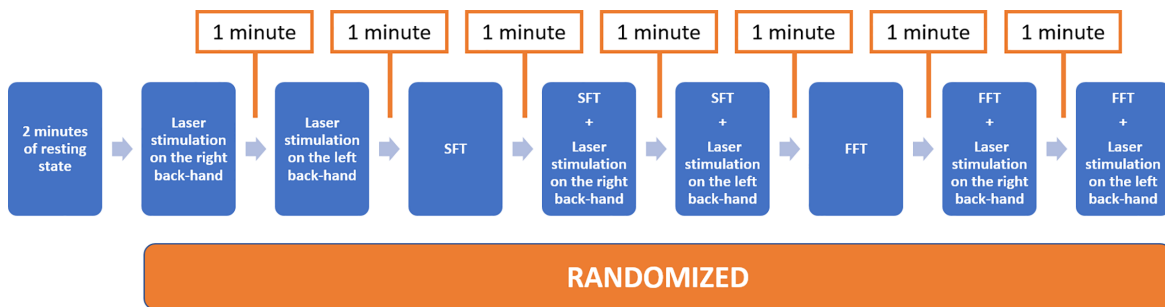 1 minute
1 minute
1 minute
1 minute
1 minute
1 minute
1 minute
2 minutes
of resting
state
Laser
stimulation
on the right
back-hand
Laser
stimulation
on the left
back-hand
SFT
SFT
+
Laser
stimulation
on the right
back-hand
SFT
+
Laser
stimulation
on the left
back-hand
FFT
FFT
+
Laser
stimulation
on the right
back-hand
FFT
+
Laser
stimulation
on the left
back-hand
RANDOMIZED